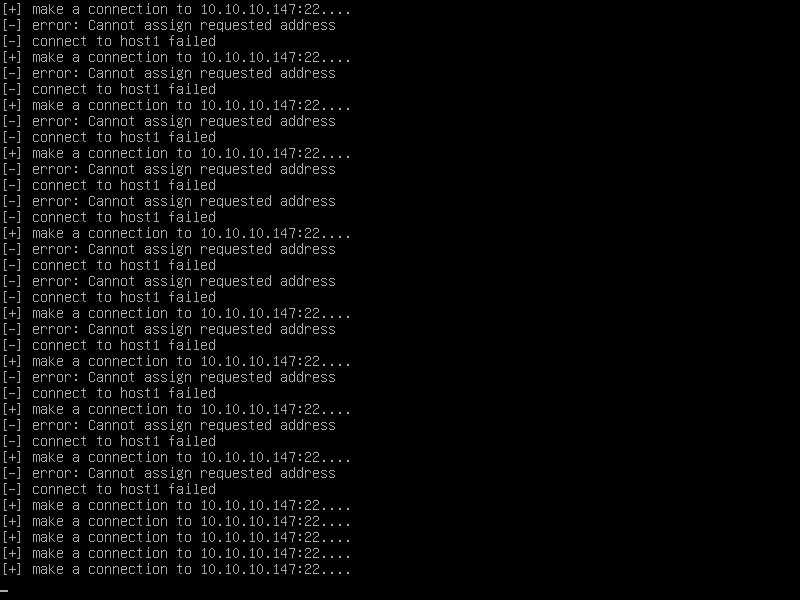 [+] make a connection to 10.10.10.147:22....
[-] error: Cannot assign requested address
[-] connect to host1 failed
[+] make a connection to 10.10.10.147:22....
[-] error: Cannot assign requested address
[-] connect to host1 failed
[+] make a connection to 10.10.10.147:22....
[-] error: Cannot assign requested address
[-] connect to host1 failed
[+] make a connection to 10.10.10.147:22....
[-] error: Cannot assign requested address
[-] connect to host1 failed
[-] error: Cannot assign requested address
[-] connect to host1 failed
[+] make a connection to 10.10.10.147:22....
[-] error: Cannot assign requested address
[-] connect to host1 failed
[-] error: Cannot assign requested address
[-] connect to host1 failed
[+] make a connection to 10.10.10.147:22....
[-] error: Cannot assign requested address
[-] connect to host1 failed
[+] make a connection to 10.10.10.147:22....
[-] error: Cannot assign requested address
[-] connect to host1 failed
[+] make a connection to 10.10.10.147:22....
[-] error: Cannot assign requested address
[-] connect to host1 failed
[+] make a connection to 10.10.10.147:22....
[-] error: Cannot assign requested address
[-] connect to host1 failed
[+] make a connection to 10.10.10.147:22....
[+] make a connection to 10.10.10.147:22....
[+] make a connection to 10.10.10.147:22....
[+] make a connection to 10.10.10.147:22....
[+] make a connection to 10.10.10.147:22....